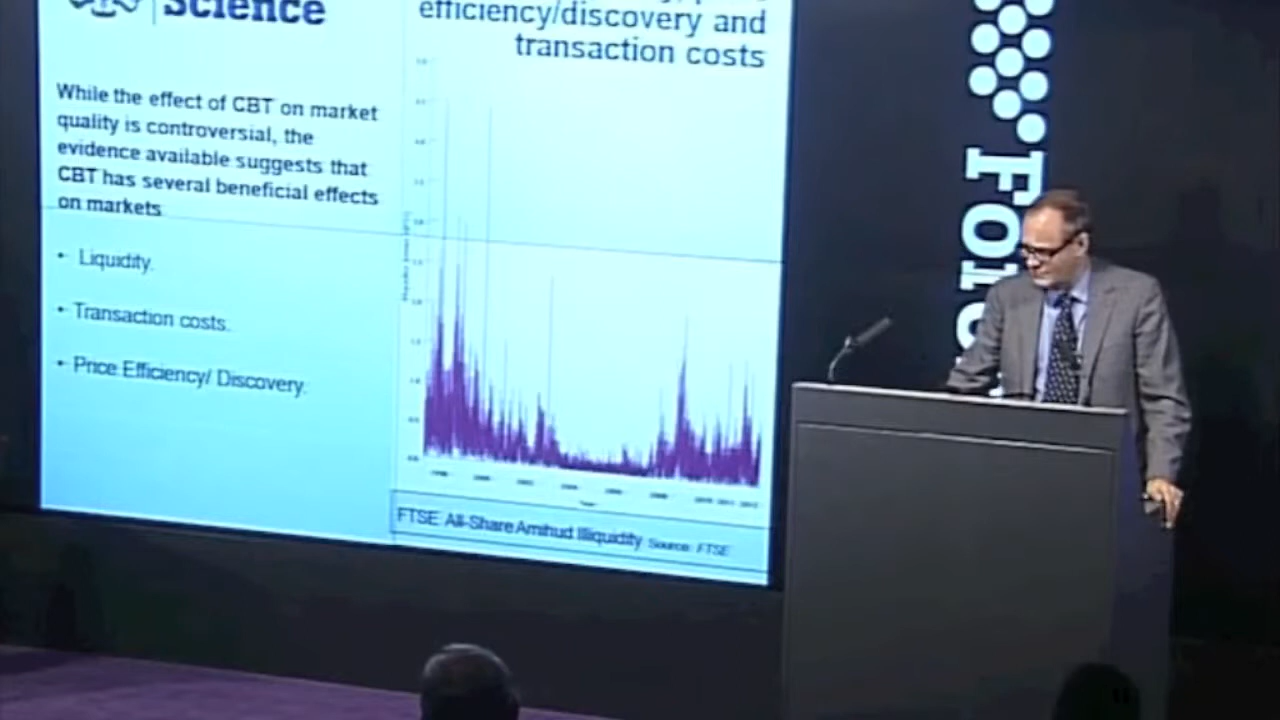 Science
efficiency/discovery and
transaction costs
While the effect of CBT on market
quality is controversial, the
evidence available suggests that
CBT has several beneficial effects
on markets
• Liquidity.
• Transaction costs.
• Price Efficiency/ Discovery.
FTSE All-Share Amihud Illiquidity Source: FTSE